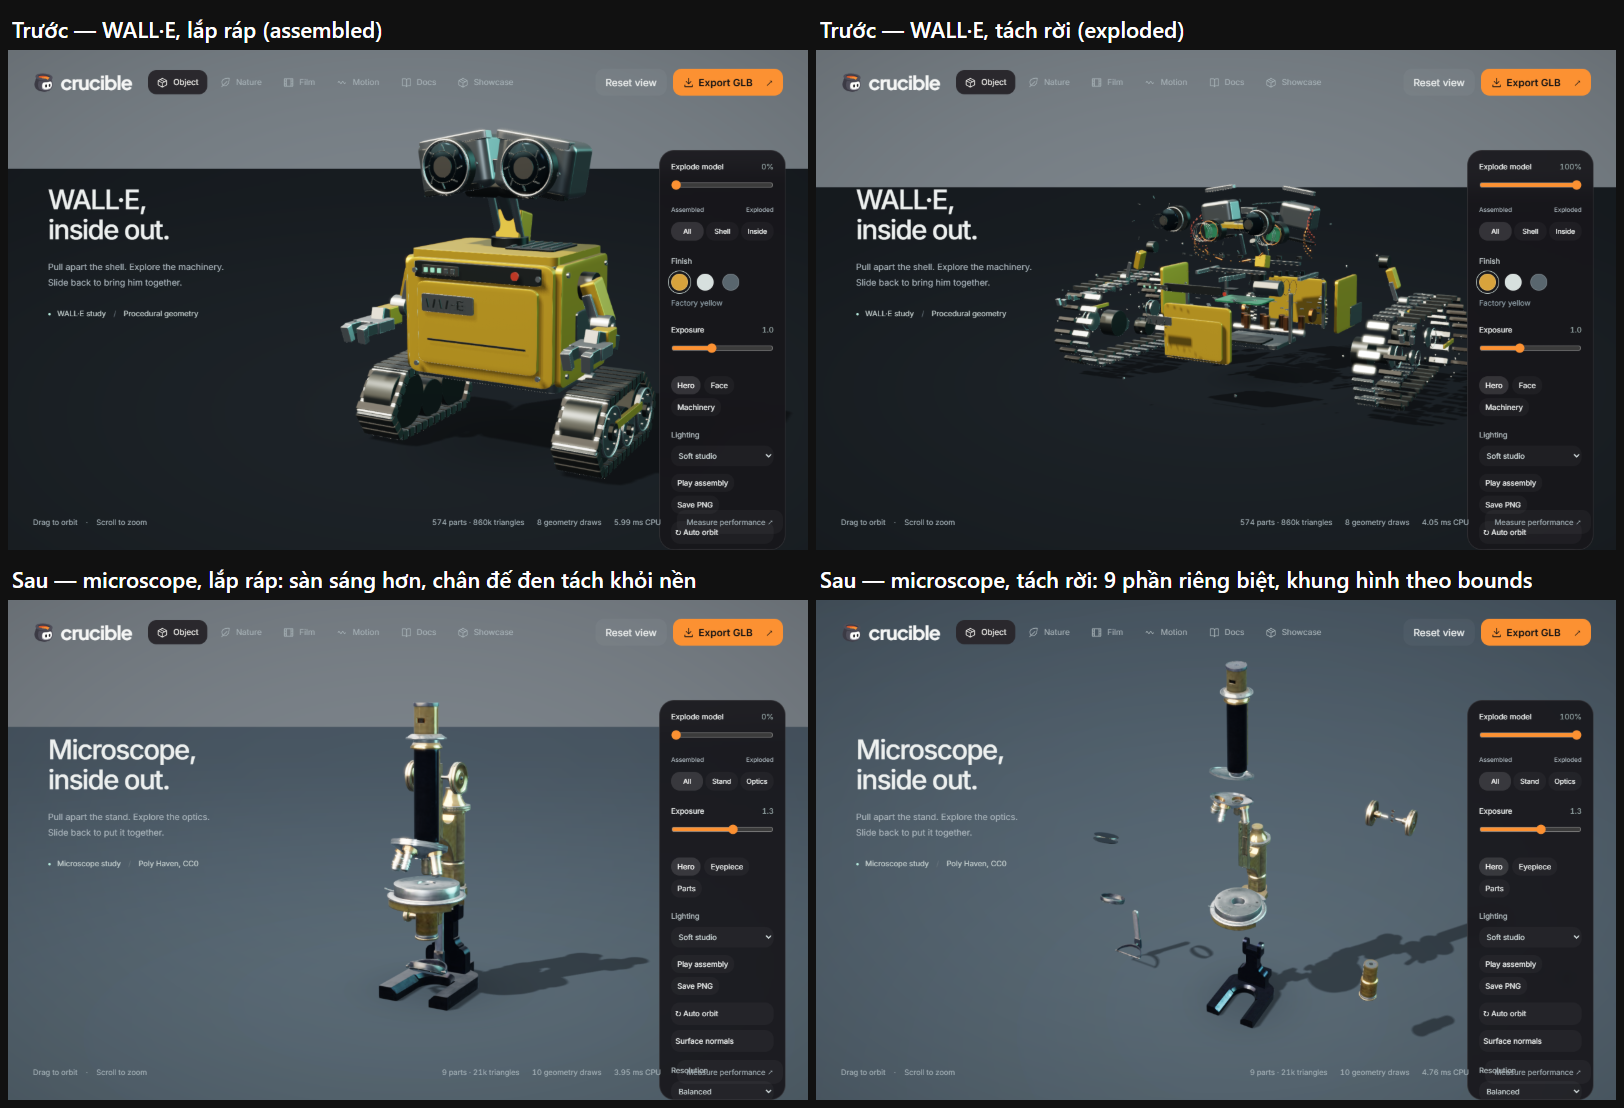 Trước — WALL·E, lắp ráp (assembled)
crucible
Object
Nature
Film
Motion
Docs
Showcase
Reset view
Export GLB
WALL·E,
inside out.
Pull apart the shell. Explore the machinery.
Slide back to bring him together.
WALL·E study / Procedural geometry
WALL·E
Explode model 0%
Assembled Exploded
All Shell Inside
Finish
Factory yellow
Exposure 1.0
Hero Face
Machinery
Lighting
Soft studio
Play assembly
Save PNG
Auto orbit
Drag to orbit · Scroll to zoom
574 parts · 860k triangles 8 geometry draws 5.99 ms CPU
Measure performance
Trước — WALL·E, tách rời (exploded)
crucible
Object
Nature
Film
Motion
Docs
Showcase
Reset view
Export GLB
WALL·E,
inside out.
Pull apart the shell. Explore the machinery.
Slide back to bring him together.
WALL·E study / Procedural geometry
Explode model 100%
Assembled Exploded
All Shell Inside
Finish
Factory yellow
Exposure 1.0
Hero Face
Machinery
Lighting
Soft studio
Play assembly
Save PNG
Auto orbit
Drag to orbit · Scroll to zoom
574 parts · 860k triangles 8 geometry draws 4.05 ms CPU
Measure performance
Sau — microscope, lắp ráp: sàn sáng hơn, chân đế đen tách khỏi nền
crucible
Object
Nature
Film
Motion
Docs
Showcase
Reset view
Export GLB
Microscope,
inside out.
Pull apart the stand. Explore the optics.
Slide back to put it together.
Microscope study / Poly Haven, CC0
Explode model 0%
Assembled Exploded
All Stand Optics
Exposure 1.3
Hero Eyepiece
Parts
Lighting
Soft studio
Play assembly
Save PNG
Auto orbit
Surface normals
Resolution
Balanced
Drag to orbit · Scroll to zoom
9 parts · 21k triangles 10 geometry draws 3.95 ms CPU
Measure performance
Sau — microscope, tách rời: 9 phần riêng biệt, khung hình theo bounds
crucible
Object
Nature
Film
Motion
Docs
Showcase
Reset view
Export GLB
Microscope,
inside out.
Pull apart the stand. Explore the optics.
Slide back to put it together.
Microscope study / Poly Haven, CC0
Explode model 100%
Assembled Exploded
All Stand Optics
Exposure 1.3
Hero Eyepiece
Parts
Lighting
Soft studio
Play assembly
Save PNG
Auto orbit
Surface normals
Resolution
Balanced
Drag to orbit · Scroll to zoom
9 parts · 21k triangles 10 geometry draws 4.76 ms CPU
Measure performance